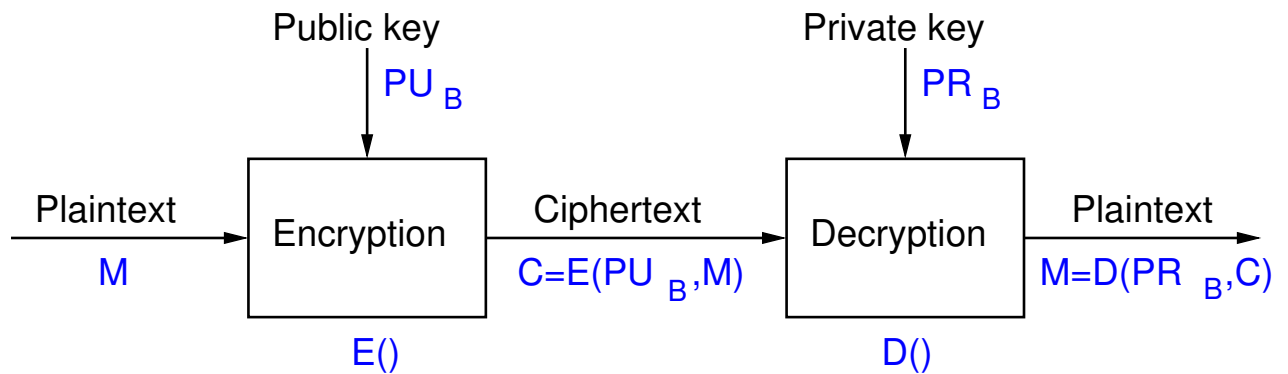 Public key
Private key
PU B
PR B
Plaintext
Encryption
Ciphertext
Decryption
Plaintext
M
C=E(PU B,M)
M=D(PR B,C)
E()
D()